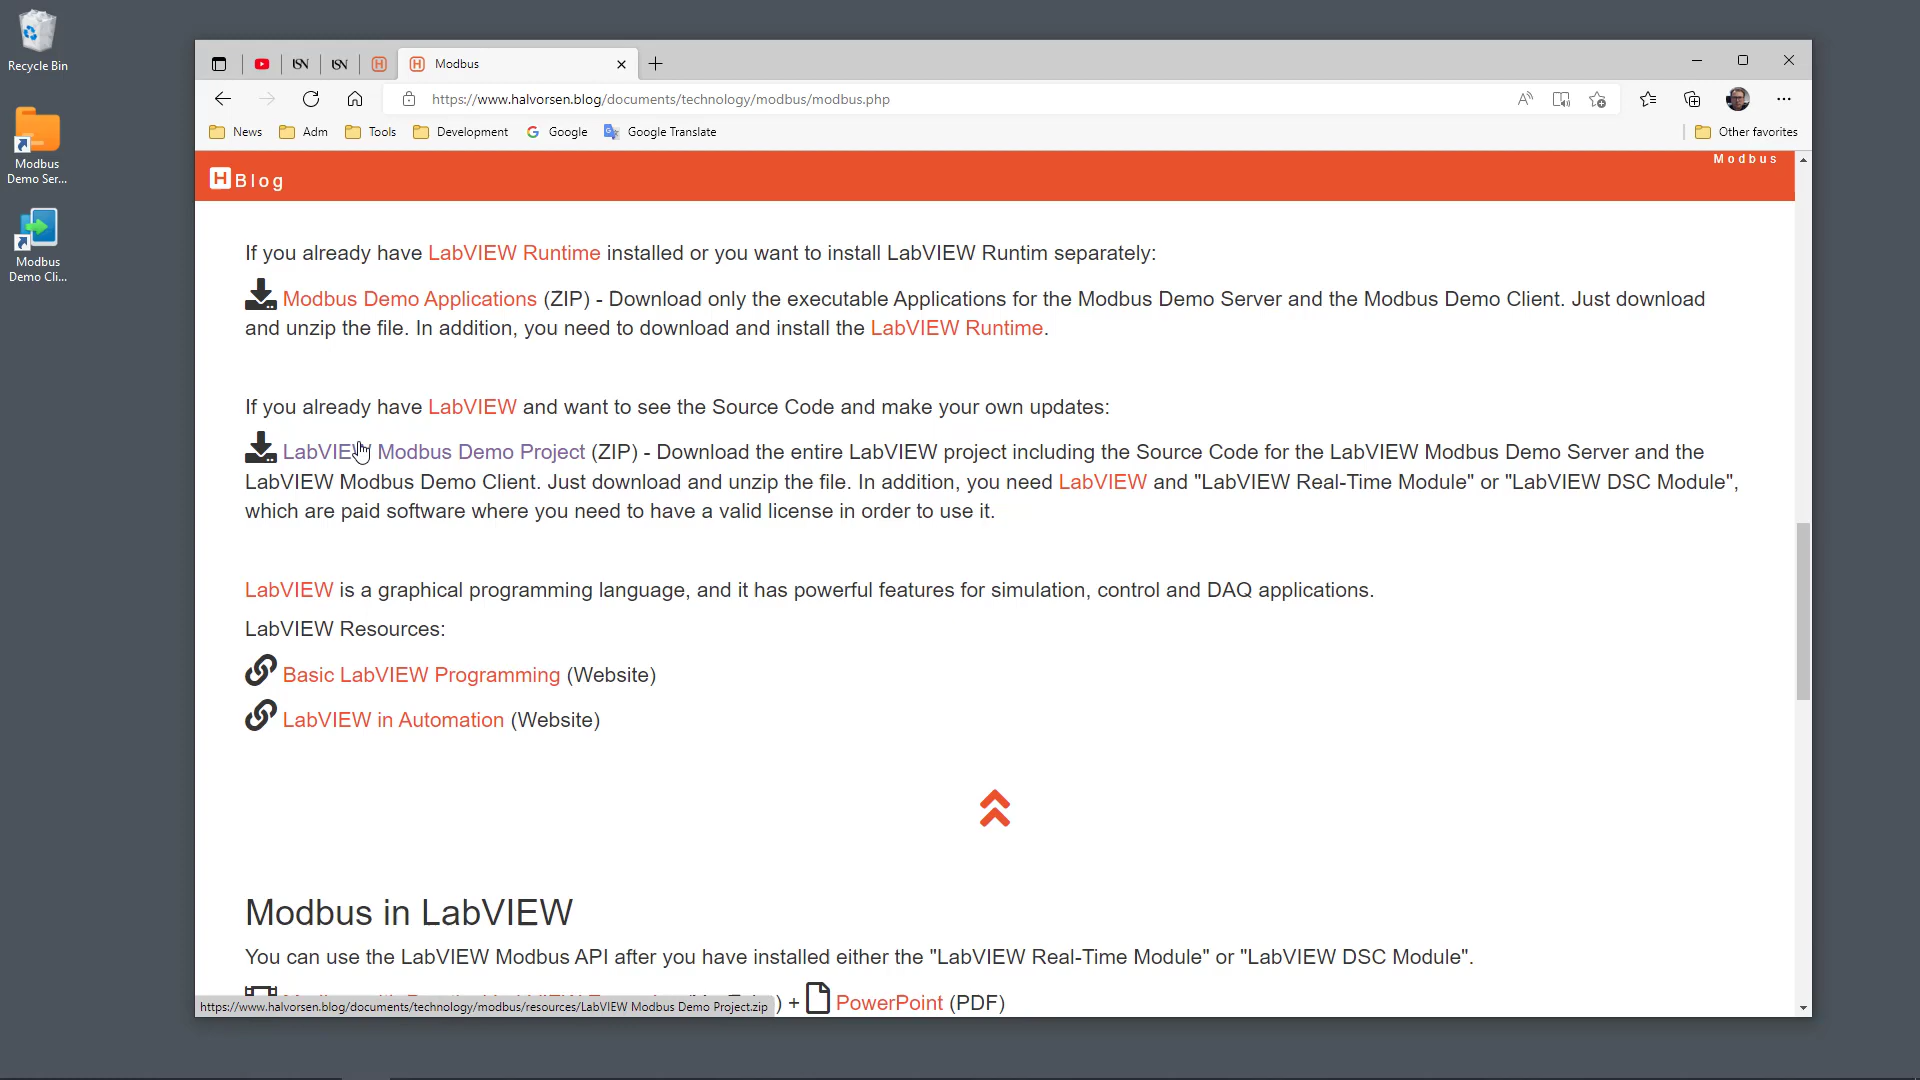 Recycle Bin
Modbus
Demo Ser...
Modbus
Demo Cli...
Modbus
https://www.halvorsen.blog/documents/technology/modbus/modbus.php
News
Adm
Tools
Development
Google
Google Translate
Other favorites
H Blog
Modbus
If you already have LabVIEW Runtime installed or you want to install LabVIEW Runtim separately:
Modbus Demo Applications (ZIP) - Download only the executable Applications for the Modbus Demo Server and the Modbus Demo Client. Just download
and unzip the file. In addition, you need to download and install the LabVIEW Runtime.
If you already have LabVIEW and want to see the Source Code and make your own updates:
LabVIEW Modbus Demo Project (ZIP) - Download the entire LabVIEW project including the Source Code for the LabVIEW Modbus Demo Server and the
LabVIEW Modbus Demo Client. Just download and unzip the file. In addition, you need LabVIEW and "LabVIEW Real-Time Module" or "LabVIEW DSC Module",
which are paid software where you need to have a valid license in order to use it.
LabVIEW is a graphical programming language, and it has powerful features for simulation, control and DAQ applications.
LabVIEW Resources:
Basic LabVIEW Programming (Website)
LabVIEW in Automation (Website)
Modbus in LabVIEW
You can use the LabVIEW Modbus API after you have installed either the "LabVIEW Real-Time Module" or "LabVIEW DSC Module".
) + PowerPoint (PDF)
https://www.halvorsen.blog/documents/technology/modbus/resources/LabVIEW Modbus Demo Project.zip